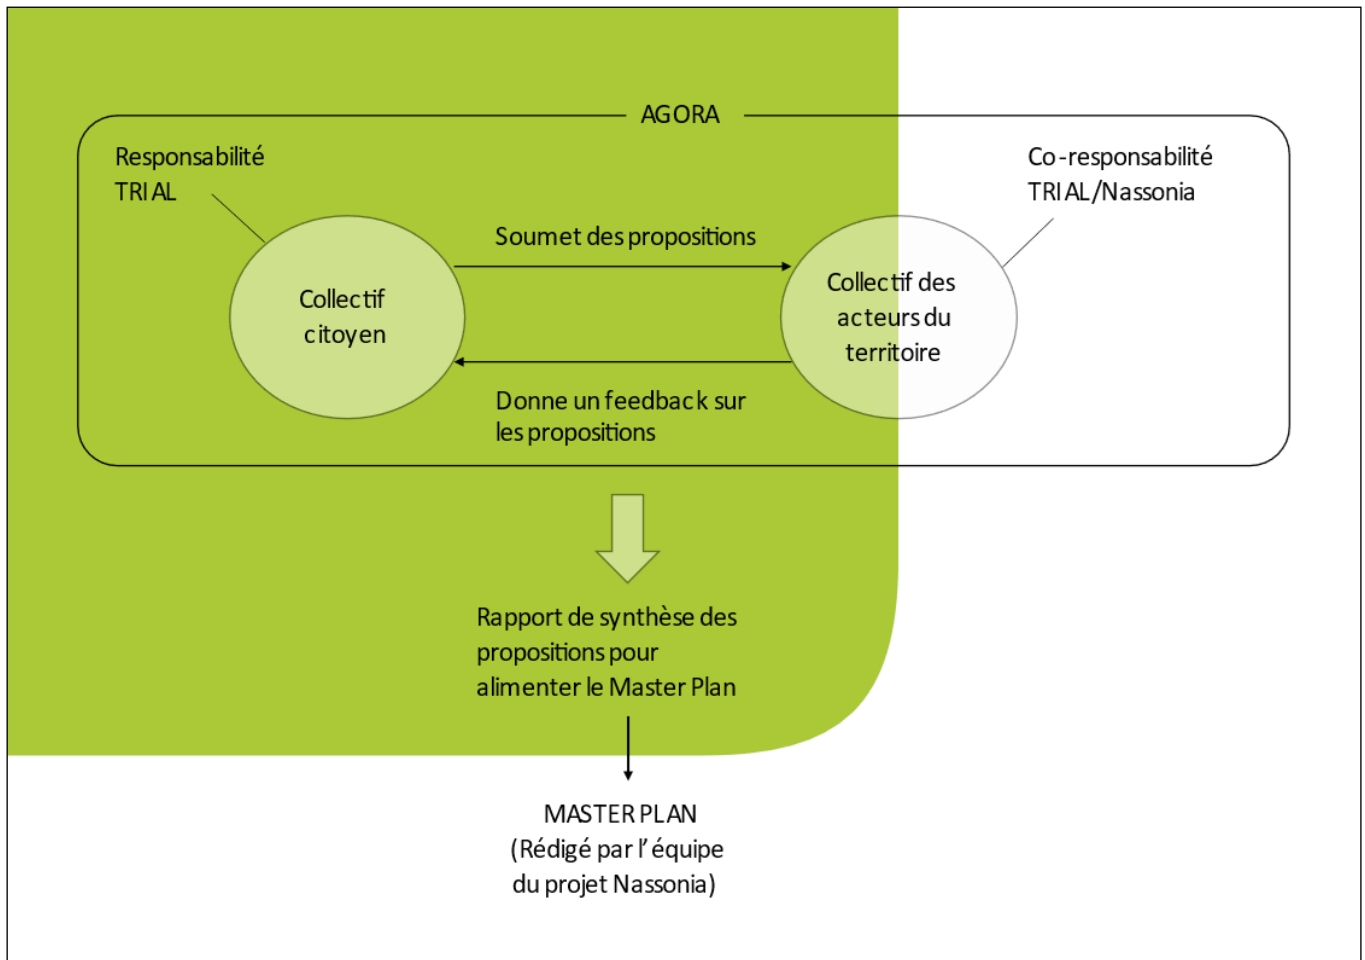 AGORA
Responsabilité
TRIAL
Co-responsabilité
TRIAL/Nassonia
Soumet des propositions
Collectif
citoyen
Collectif des
acteurs du
territoire
Donne un feedback sur
les propositions
Rapport de synthèse des
propositions pour
alimenter le Master Plan
MASTER PLAN
(Rédigé par l'équipe
du projet Nassonia)